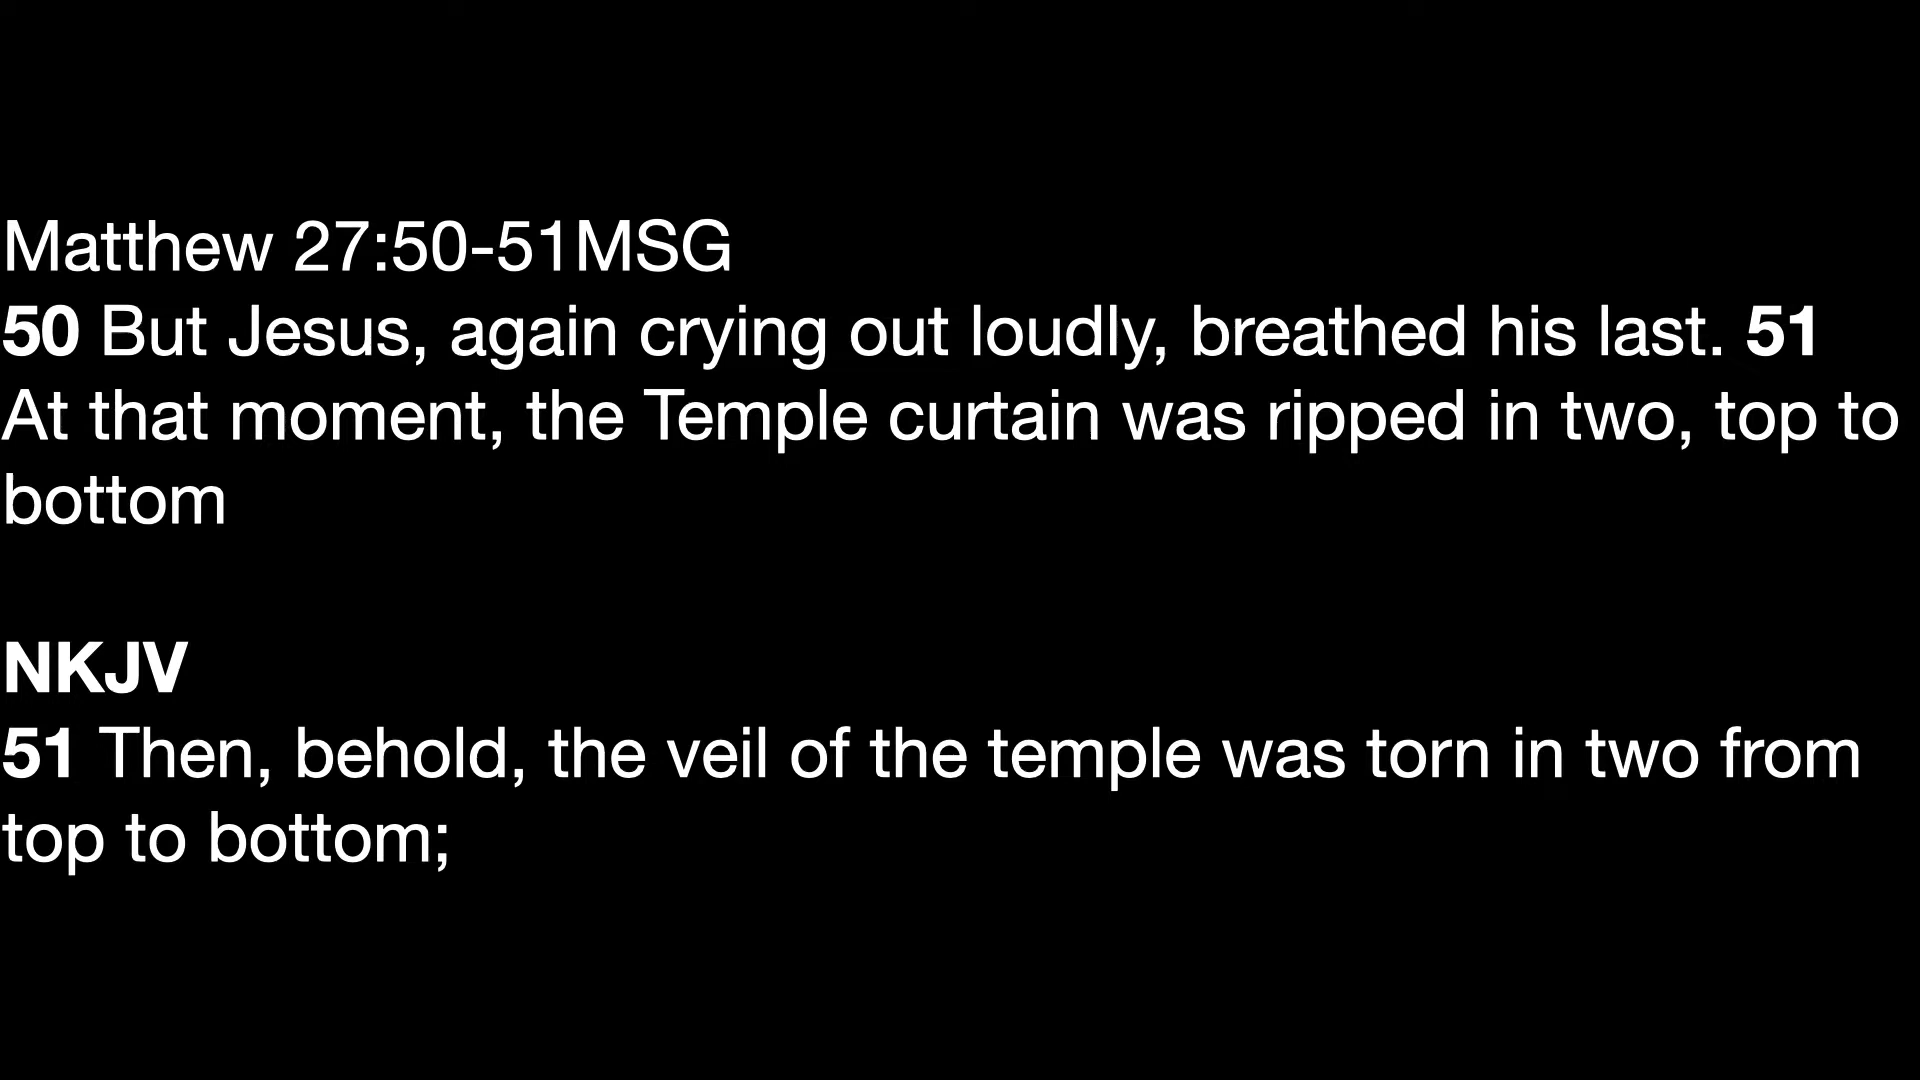 Matthew 27:50-51MSG
50 But Jesus, again crying out loudly, breathed his last. 51
At that moment, the Temple curtain was ripped in two, top to
bottom
NKJV
51 Then, behold, the veil of the temple was torn in two from
top to bottom;